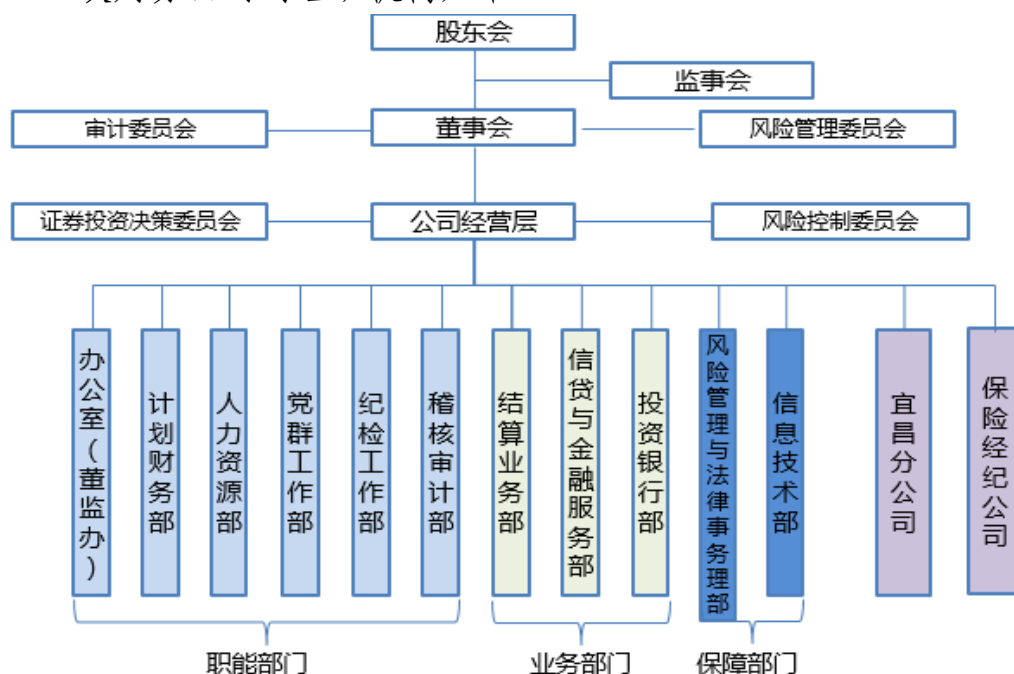 股东会
监事会
审计委员会
董事会
风险管理委员会
证券投资决策委员会
公司经营层
风险控制委员会
办公室(董监办)
计划财务部
人力资源部
党群工作部
纪检工作部
稽核审计部
结算业务部
信贷与金融服务部
投资银行部
风险管理与法律事务理部
信息技术部
宜昌分公司
保险经纪公司
职能部门
业务部门
保障部门